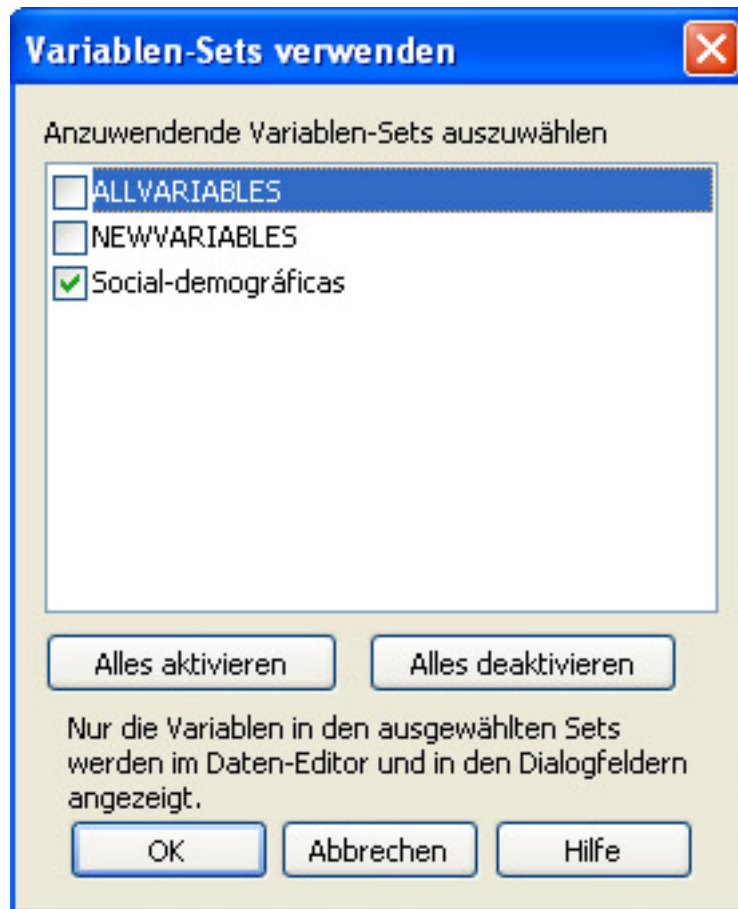 Variablen-Sets verwenden
Anzuwendende Variablen-Sets auszuwählen
ALLVARIABLES
NEWVARIABLES
Social-demográficas
Alles aktivieren
Alles deaktivieren
Nur die Variablen in den ausgewählten Sets
werden im Daten-Editor und in den Dialogfeldern
angezeigt.
OK
Abbrechen
Hilfe